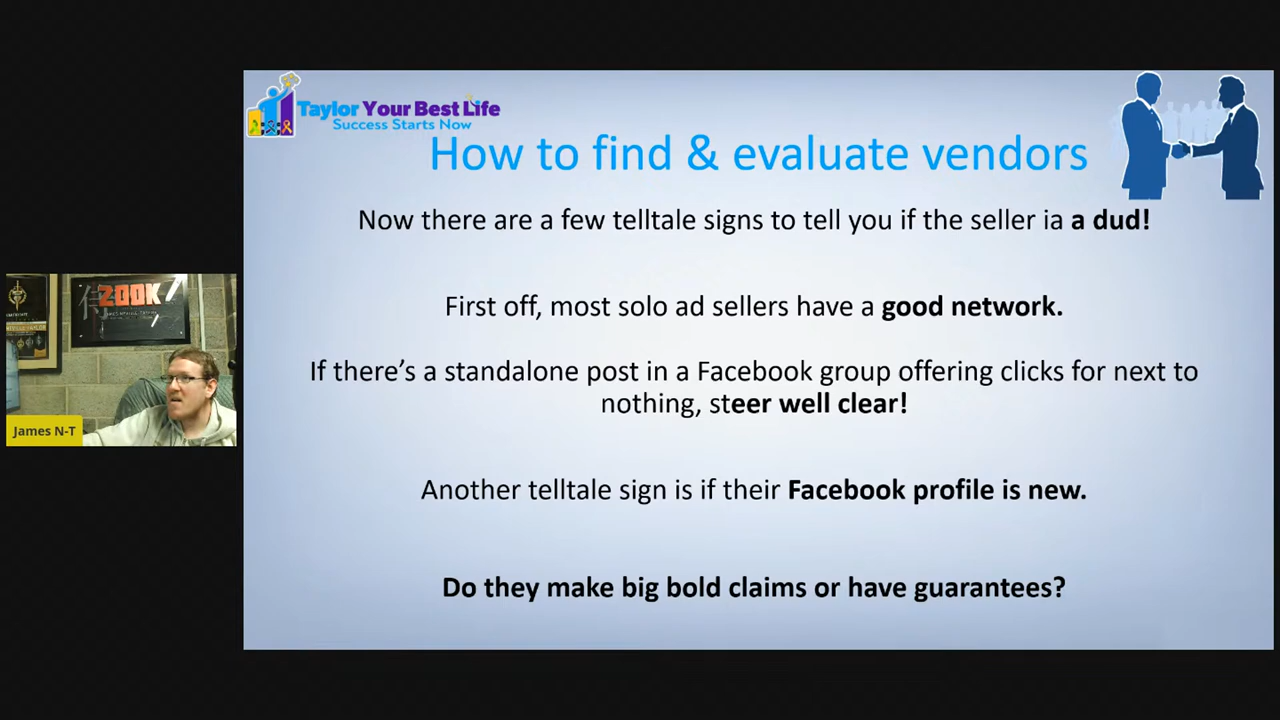 Taylor Your Best Life
Success Starts Now
How to find & evaluate vendors
Now there are a few telltale signs to tell you if the seller ia a dud!
First off, most solo ad sellers have a good network.
If there’s a standalone post in a Facebook group offering clicks for next to
nothing, steer well clear!
Another telltale sign is if their Facebook profile is new.
Do they make big bold claims or have guarantees?
200K
James N-T